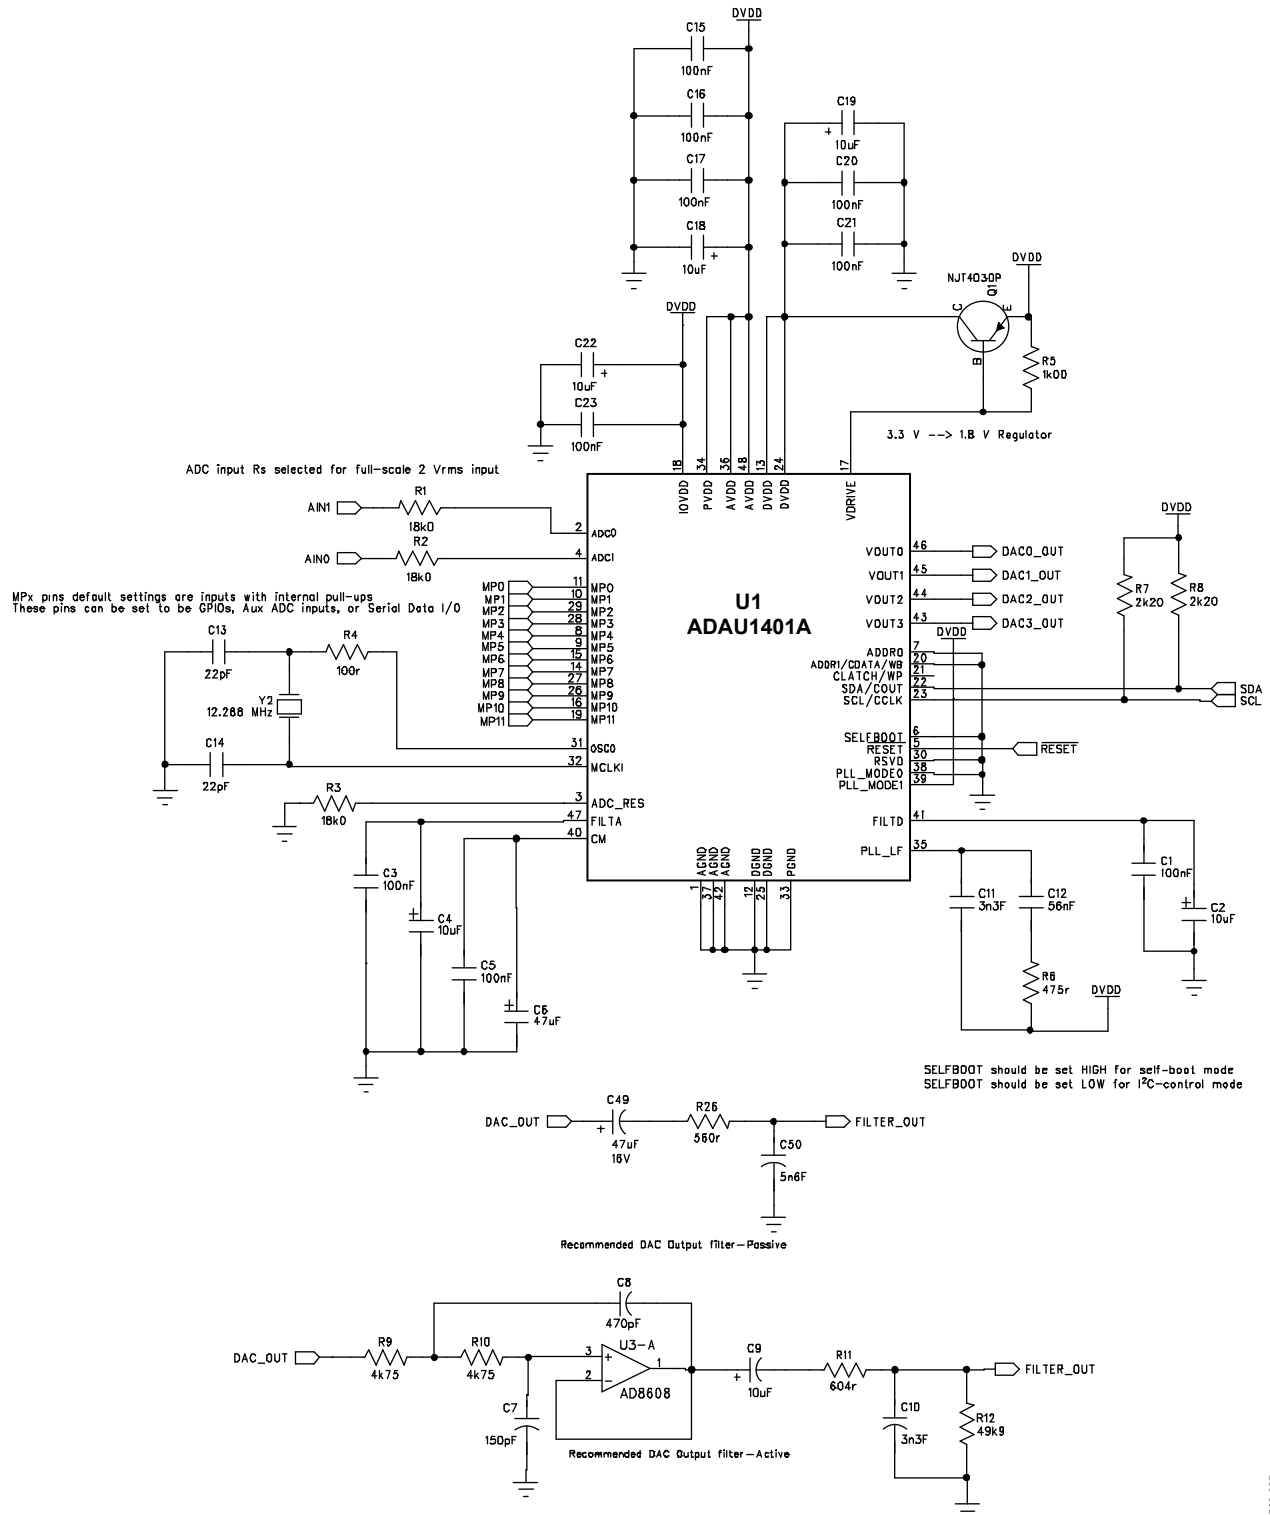 DVDD
C15
100nF
C16
100nF
C17
100nF
C18
+
10uF
C19
+
10uF
C20
100nF
C21
100nF
DVDD
NJT4030P
Q1
C
E
B
R5
1k00
3.3 V --> 1.8 V Regulator
DVDD
C22
+
10uF
C23
100nF
ADC input Rs selected for full-scale 2 Vrms input
AIN1
R1
18k0
AIN0
R2
18k0
18
34
36
48
13
24
17
IOVDD
PVDD
AVDD
AVDD
DVDD
DVDD
VDRIVE
2 ADC0
4 ADC1
MPx pins default settings are inputs with internal pull-ups
These pins can be set to be GPIOs, Aux ADC inputs, or Serial Data I/O
MP0 11 MP0
MP1 10 MP1
MP2 29 MP2
MP3 28 MP3
MP4 8 MP4
MP5 9 MP5
MP6 15 MP6
MP7 14 MP7
MP8 27 MP8
MP9 26 MP9
MP10 16 MP10
MP11 19 MP11
U1
ADAU1401A
VOUT0 46 DAC0_OUT
VOUT1 45 DAC1_OUT
VOUT2 44 DAC2_OUT
VOUT3 43 DAC3_OUT
DVDD
ADDR0 7
ADDR1/CDATA/WB 20
CLATCH/WP 21
SDA/COUT 22
SCL/CCLK 23
SELFBOOT 6
RESET 5
RSVD 30
PLL_MODE0 38
PLL_MODE1 39
DVDD
R7
2k20
R8
2k20
SDA
SCL
RESET
C13
22pF
R4
100r
Y2
12.288 MHz
C14
22pF
31 OSCO
32 MCLKI
R3
18k0
3 ADC_RES
47 FILTA
40 CM
FILTD 41
PLL_LF 35
AGND
AGND
AGND
DGND
DGND
PGND
1
37
42
12
25
33
C3
100nF
+
C4
10uF
C5
100nF
+
C6
47uF
C11
3n3F
C12
56nF
R6
475r
DVDD
C1
100nF
+
C2
10uF
SELFBOOT should be set HIGH for self-boot mode
SELFBOOT should be set LOW for I²C-control mode
DAC_OUT
C49
+
47uF
16V
R26
560r
FILTER_OUT
C50
5n6F
Recommended DAC Output filter–Passive
DAC_OUT
R9
4k75
R10
4k75
C8
470pF
U3-A
3
+
1
2
–
AD8608
C7
150pF
C9
+
10uF
R11
604r
FILTER_OUT
C10
3n3F
R12
49k9
Recommended DAC Output filter–Active